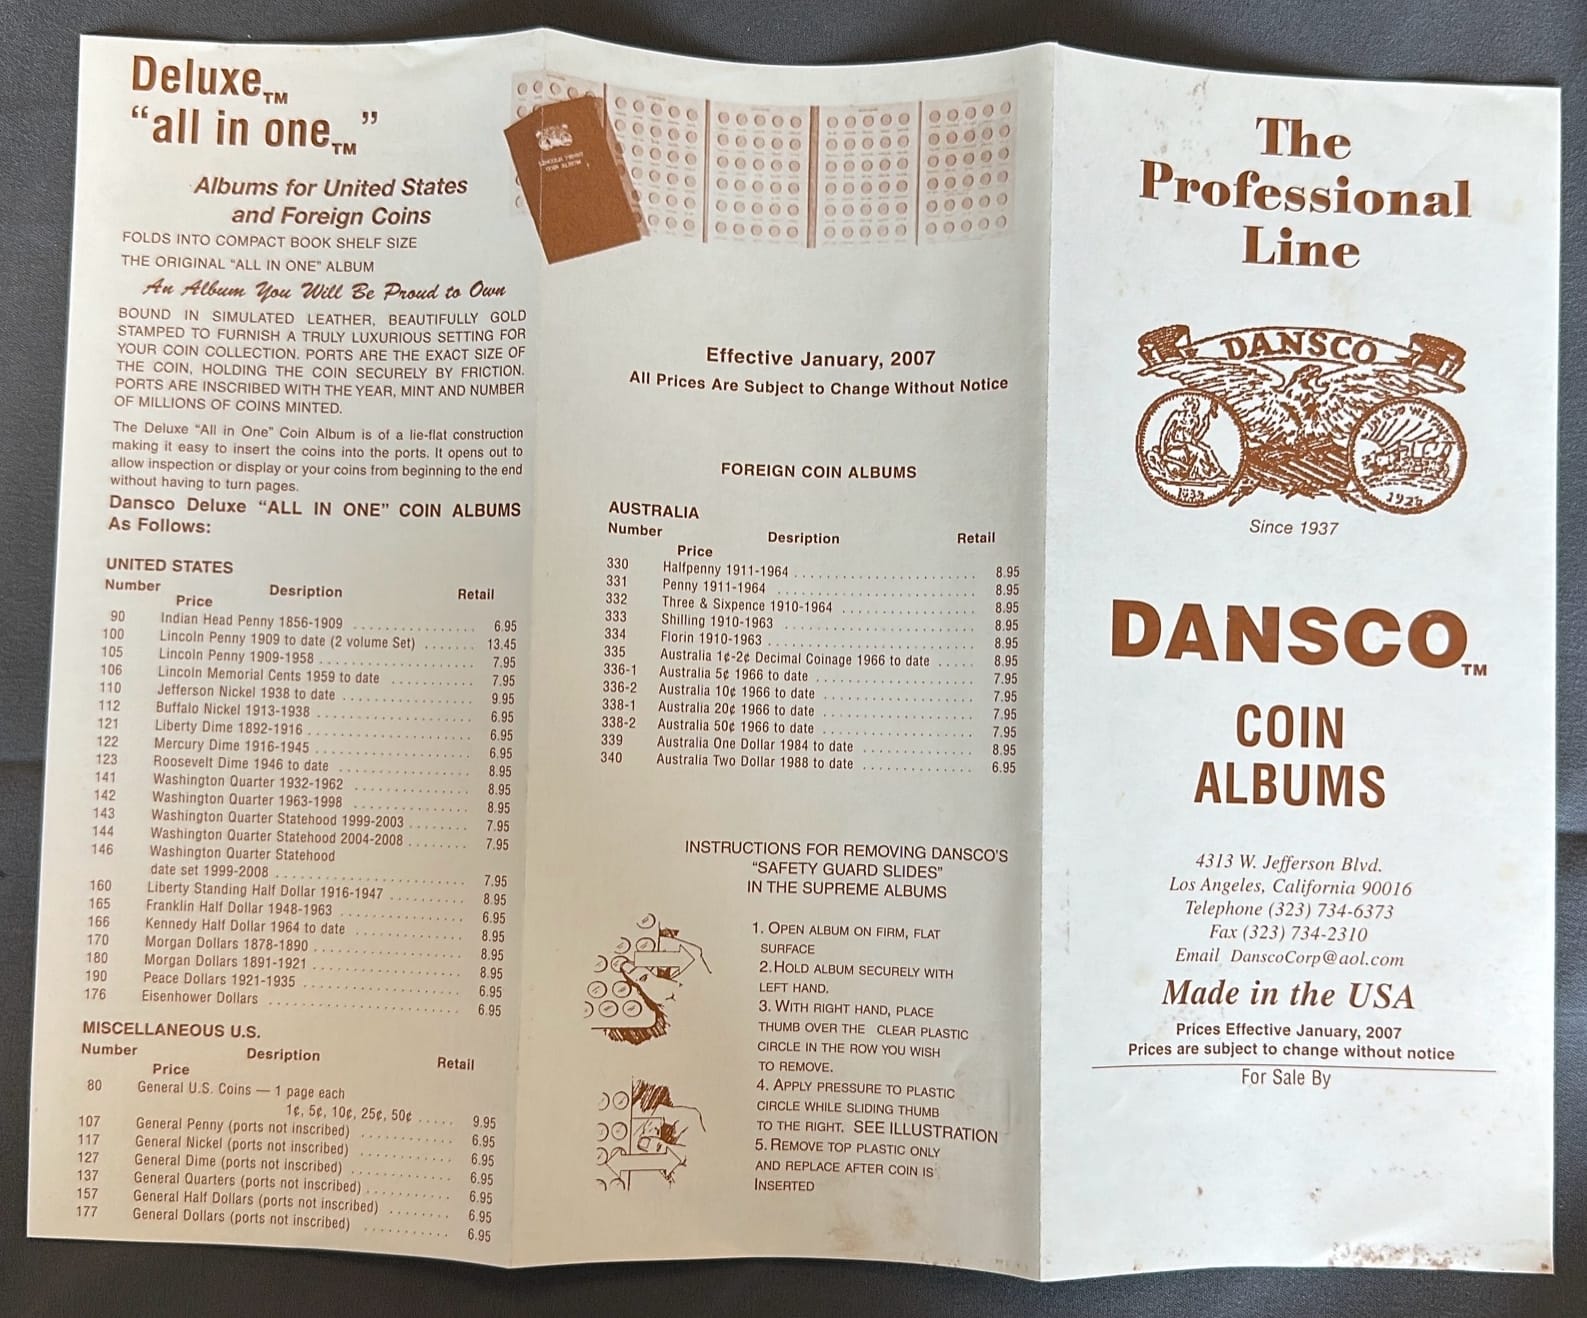 Deluxe™
“all in one™”
Albums for United States
and Foreign Coins
FOLDS INTO COMPACT BOOK SHELF SIZE
THE ORIGINAL “ALL IN ONE” ALBUM
An Album You Will Be Proud to Own
BOUND IN SIMULATED LEATHER, BEAUTIFULLY GOLD
STAMPED TO FURNISH A TRULY LUXURIOUS SETTING FOR
YOUR COIN COLLECTION. PORTS ARE THE EXACT SIZE OF
THE COIN, HOLDING THE COIN SECURELY BY FRICTION.
PORTS ARE INSCRIBED WITH THE YEAR, MINT AND NUMBER
OF MILLIONS OF COINS MINTED.
The Deluxe “All in One” Coin Album is of a lie-flat construction
making it easy to insert the coins into the ports. It opens out to
allow inspection or display or your coins from beginning to the end
without having to turn pages.
Dansco Deluxe “ALL IN ONE” COIN ALBUMS
As Follows:
UNITED STATES
Number Desription Retail
Price
90 Indian Head Penny 1856-1909 6.95
100 Lincoln Penny 1909 to date (2 volume Set) 13.45
105 Lincoln Penny 1909-1958 7.95
106 Lincoln Memorial Cents 1959 to date 7.95
110 Jefferson Nickel 1938 to date 9.95
112 Buffalo Nickel 1913-1938 6.95
121 Liberty Dime 1892-1916 6.95
122 Mercury Dime 1916-1945 6.95
123 Roosevelt Dime 1946 to date 8.95
141 Washington Quarter 1932-1962 8.95
142 Washington Quarter 1963-1998 8.95
143 Washington Quarter Statehood 1999-2003 7.95
144 Washington Quarter Statehood 2004-2008 7.95
146 Washington Quarter Statehood
date set 1999-2008 7.95
160 Liberty Standing Half Dollar 1916-1947 8.95
165 Franklin Half Dollar 1948-1963 6.95
166 Kennedy Half Dollar 1964 to date 8.95
170 Morgan Dollars 1878-1890 8.95
180 Morgan Dollars 1891-1921 8.95
190 Peace Dollars 1921-1935 6.95
176 Eisenhower Dollars 6.95
MISCELLANEOUS U.S.
Number Desription Retail
Price
80 General U.S. Coins — 1 page each
1¢, 5¢, 10¢, 25¢, 50¢ 9.95
107 General Penny (ports not inscribed) 6.95
117 General Nickel (ports not inscribed) 6.95
127 General Dime (ports not inscribed) 6.95
137 General Quarters (ports not inscribed) 6.95
157 General Half Dollars (ports not inscribed) 6.95
177 General Dollars (ports not inscribed) 6.95
LINCOLN PENNY
COIN ALBUM
Effective January, 2007
All Prices Are Subject to Change Without Notice
FOREIGN COIN ALBUMS
AUSTRALIA
Number Desription Retail
Price
330 Halfpenny 1911-1964 8.95
331 Penny 1911-1964 8.95
332 Three & Sixpence 1910-1964 8.95
333 Shilling 1910-1963 8.95
334 Florin 1910-1963 8.95
335 Australia 1¢-2¢ Decimal Coinage 1966 to date 8.95
336-1 Australia 5¢ 1966 to date 7.95
336-2 Australia 10¢ 1966 to date 7.95
338-1 Australia 20¢ 1966 to date 7.95
338-2 Australia 50¢ 1966 to date 7.95
339 Australia One Dollar 1984 to date 8.95
340 Australia Two Dollar 1988 to date 6.95
INSTRUCTIONS FOR REMOVING DANSCO'S
“SAFETY GUARD SLIDES”
IN THE SUPREME ALBUMS
1. OPEN ALBUM ON FIRM, FLAT
SURFACE
2. HOLD ALBUM SECURELY WITH
LEFT HAND.
3. WITH RIGHT HAND, PLACE
THUMB OVER THE CLEAR PLASTIC
CIRCLE IN THE ROW YOU WISH
TO REMOVE.
4. APPLY PRESSURE TO PLASTIC
CIRCLE WHILE SLIDING THUMB
TO THE RIGHT. SEE ILLUSTRATION
5. REMOVE TOP PLASTIC ONLY
AND REPLACE AFTER COIN IS
INSERTED
The
Professional
Line
DANSCO
IN GOD WE TRUST
1934 1924
Since 1937
DANSCO™
COIN
ALBUMS
4313 W. Jefferson Blvd.
Los Angeles, California 90016
Telephone (323) 734-6373
Fax (323) 734-2310
Email DanscoCorp@aol.com
Made in the USA
Prices Effective January, 2007
Prices are subject to change without notice
For Sale By